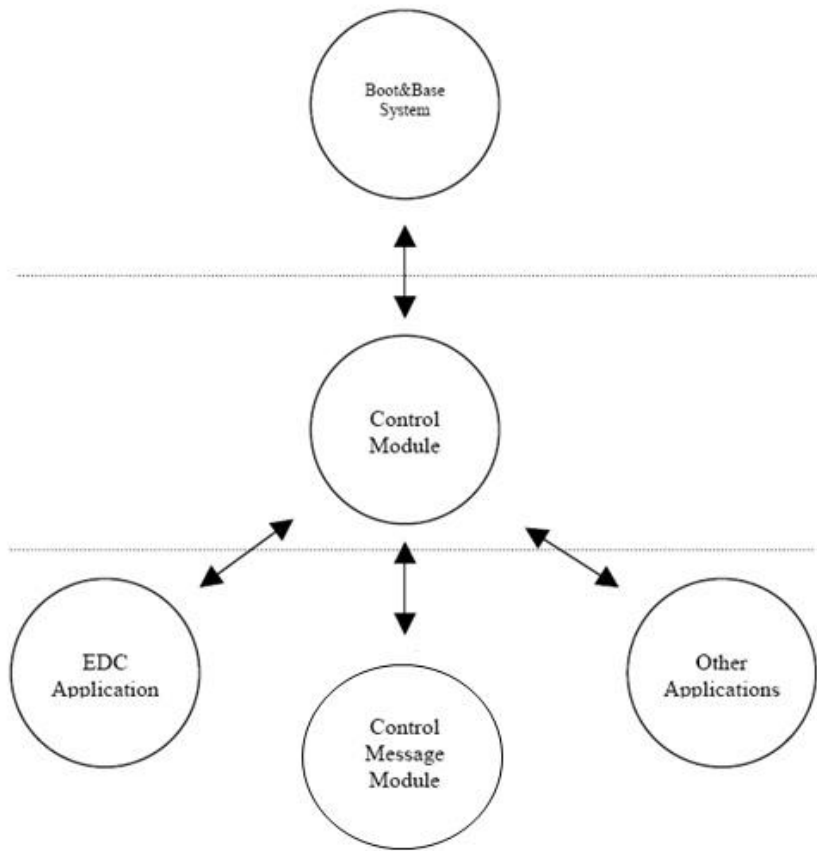 Boot&Base
System
Control
Module
EDC
Application
Control
Message
Module
Other
Applications